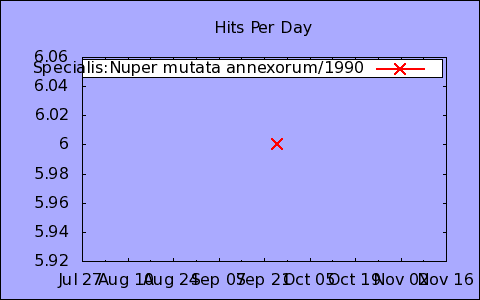 Hits Per Day
6.06
Specialis:Nuper mutata annexorum/1990
6.04
6.02
6
5.98
5.96
5.94
5.92
Jul 27 Aug 10 Aug 24 Sep 07 Sep 21 Oct 05 Oct 19 Nov 02 Nov 16